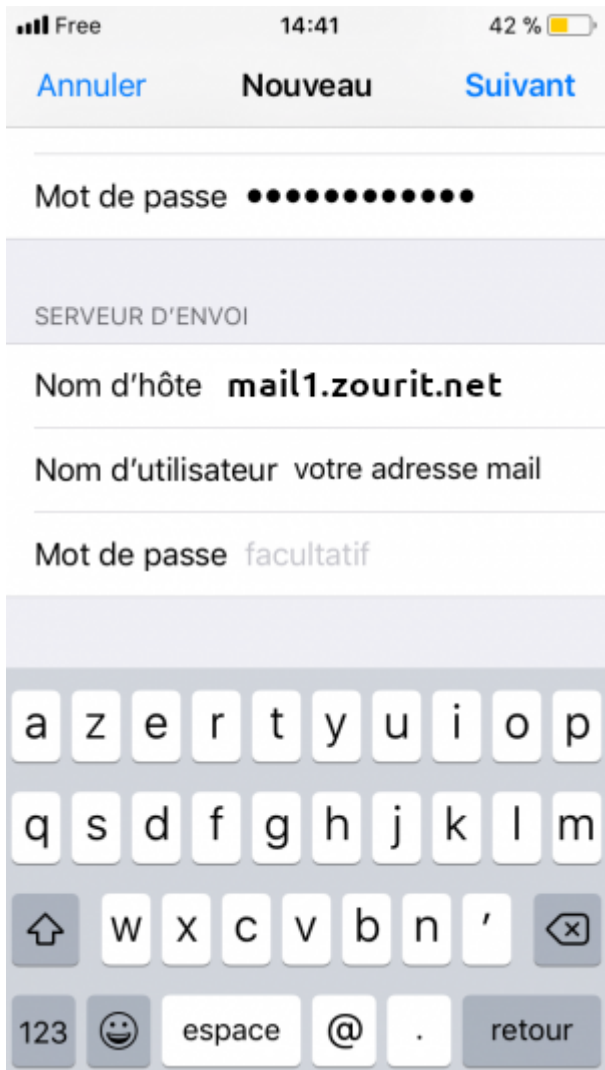 Free 14:41 42 %
Annuler Nouveau Suivant
Mot de passe ●●●●●●●●●●●●
SERVEUR D’ENVOI
Nom d’hôte mail1.zourit.net
Nom d’utilisateur votre adresse mail
Mot de passe facultatif
a z e r t y u i o p
q s d f g h j k l m
w x c v b n ’
123 espace @ . retour